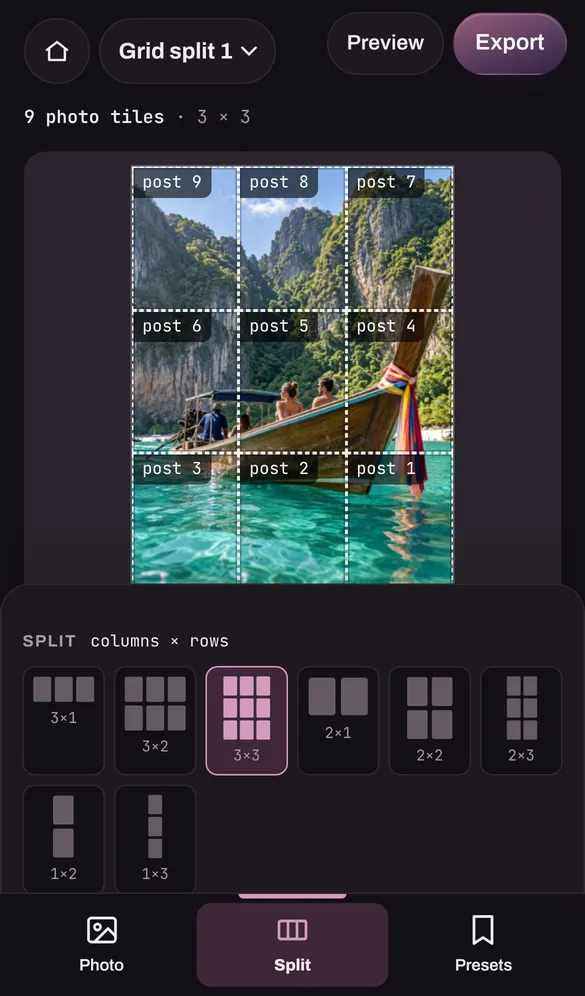 Grid split 1
Preview
Export
9 photo tiles · 3 × 3
post 9
post 8
post 7
post 6
post 5
post 4
post 3
post 2
post 1
SPLIT columns × rows
3×1
3×2
3×3
2×1
2×2
2×3
1×2
1×3
Photo
Split
Presets